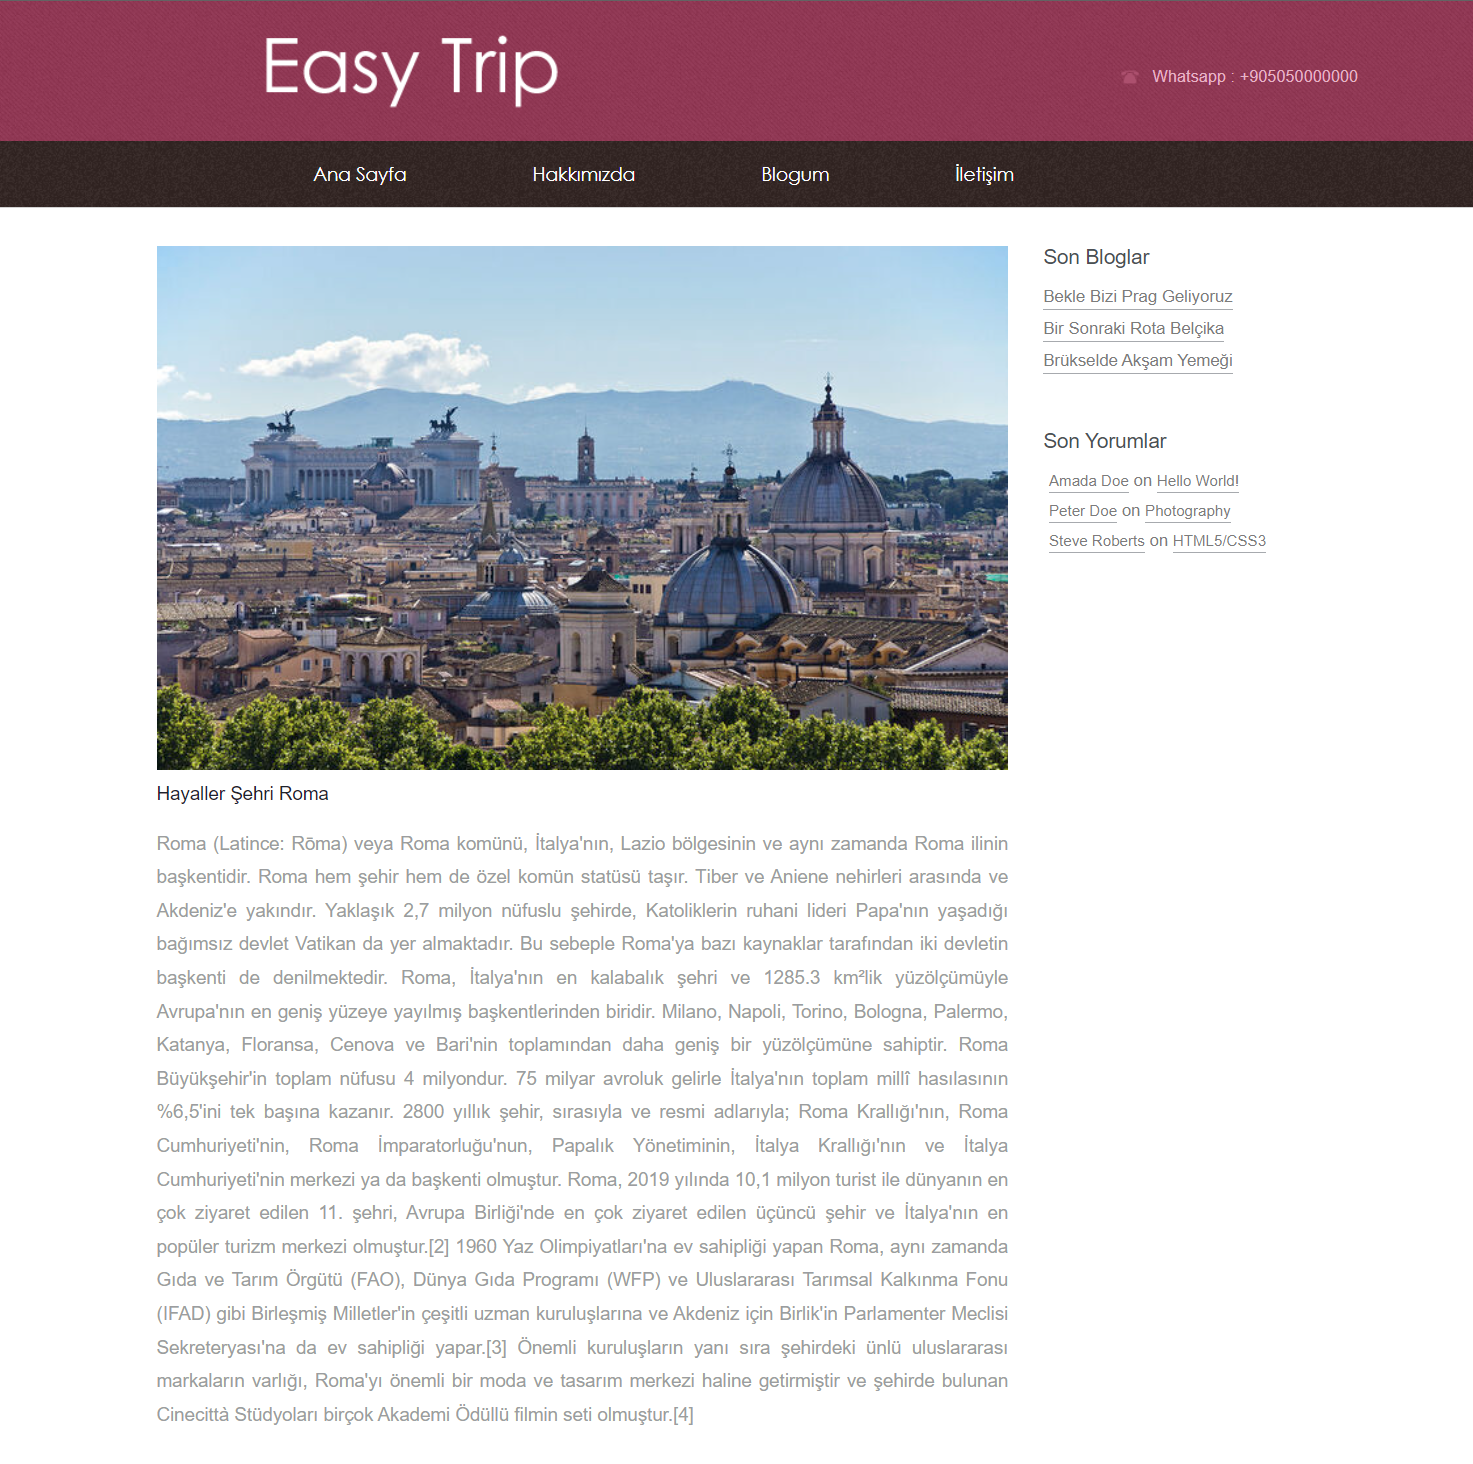 Easy Trip
Whatsapp : +905050000000
Ana Sayfa
Hakkımızda
Blogum
İletişim
Hayaller Şehri Roma
Roma (Latince: Rōma) veya Roma komünü, İtalya'nın, Lazio bölgesinin ve aynı zamanda Roma ilinin
başkentidir. Roma hem şehir hem de özel komün statüsü taşır. Tiber ve Aniene nehirleri arasında ve
Akdeniz'e yakındır. Yaklaşık 2,7 milyon nüfuslu şehirde, Katoliklerin ruhani lideri Papa'nın yaşadığı
bağımsız devlet Vatikan da yer almaktadır. Bu sebeple Roma'ya bazı kaynaklar tarafından iki devletin
başkenti de denilmektedir. Roma, İtalya'nın en kalabalık şehri ve 1285.3 km²lik yüzölçümüyle
Avrupa'nın en geniş yüzeye yayılmış başkentlerinden biridir. Milano, Napoli, Torino, Bologna, Palermo,
Katanya, Floransa, Cenova ve Bari'nin toplamından daha geniş bir yüzölçümüne sahiptir. Roma
Büyükşehir'in toplam nüfusu 4 milyondur. 75 milyar avroluk gelirle İtalya'nın toplam millî hasılasının
%6,5'ini tek başına kazanır. 2800 yıllık şehir, sırasıyla ve resmi adlarıyla; Roma Krallığı'nın, Roma
Cumhuriyeti'nin, Roma İmparatorluğu'nun, Papalık Yönetiminin, İtalya Krallığı'nın ve İtalya
Cumhuriyeti'nin merkezi ya da başkenti olmuştur. Roma, 2019 yılında 10,1 milyon turist ile dünyanın en
çok ziyaret edilen 11. şehri, Avrupa Birliği'nde en çok ziyaret edilen üçüncü şehir ve İtalya'nın en
popüler turizm merkezi olmuştur.[2] 1960 Yaz Olimpiyatları'na ev sahipliği yapan Roma, aynı zamanda
Gıda ve Tarım Örgütü (FAO), Dünya Gıda Programı (WFP) ve Uluslararası Tarımsal Kalkınma Fonu
(IFAD) gibi Birleşmiş Milletler'in çeşitli uzman kuruluşlarına ve Akdeniz için Birlik'in Parlamenter Meclisi
Sekreteryası'na da ev sahipliği yapar.[3] Önemli kuruluşların yanı sıra şehirdeki ünlü uluslararası
markaların varlığı, Roma'yı önemli bir moda ve tasarım merkezi haline getirmiştir ve şehirde bulunan
Cinecittà Stüdyoları birçok Akademi Ödüllü filmin seti olmuştur.[4]
Son Bloglar
Bekle Bizi Prag Geliyoruz
Bir Sonraki Rota Belçika
Brükselde Akşam Yemeği
Son Yorumlar
Amada Doe on Hello World!
Peter Doe on Photography
Steve Roberts on HTML5/CSS3